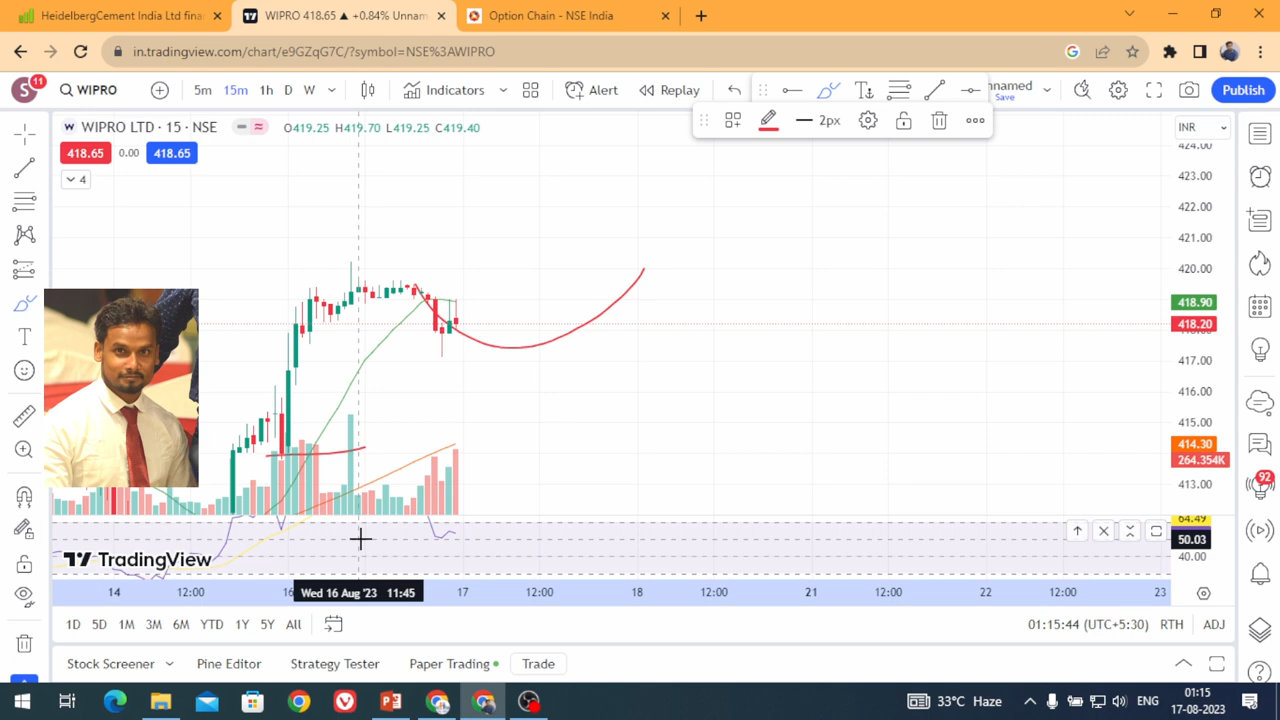 HeidelbergCement India Ltd fina
WIPRO 418.65 ▲ +0.84% Unnam
Option Chain - NSE India
in.tradingview.com/chart/e9GZqG7C/?symbol=NSE%3AWIPRO
S 11
WIPRO
5m 15m 1h D W
Indicators
Alert
Replay
nnamed
Save
Publish
2px
W WIPRO LTD · 15 · NSE
O419.25 H419.70 L419.25 C419.40
INR
418.65 0.00 418.65
4
424.00
423.00
422.00
421.00
420.00
418.90
418.20
417.00
416.00
415.00
414.30
264.354K
413.00
92
64.49
50.03
40.00
TradingView
14 12:00 16 Wed 16 Aug '23 11:45 17 12:00 18 12:00 21 12:00 22 12:00 23
1D 5D 1M 3M 6M YTD 1Y 5Y All
01:15:44 (UTC+5:30) RTH ADJ
Stock Screener Pine Editor Strategy Tester Paper Trading Trade
33°C Haze
ENG
01:15
17-08-2023